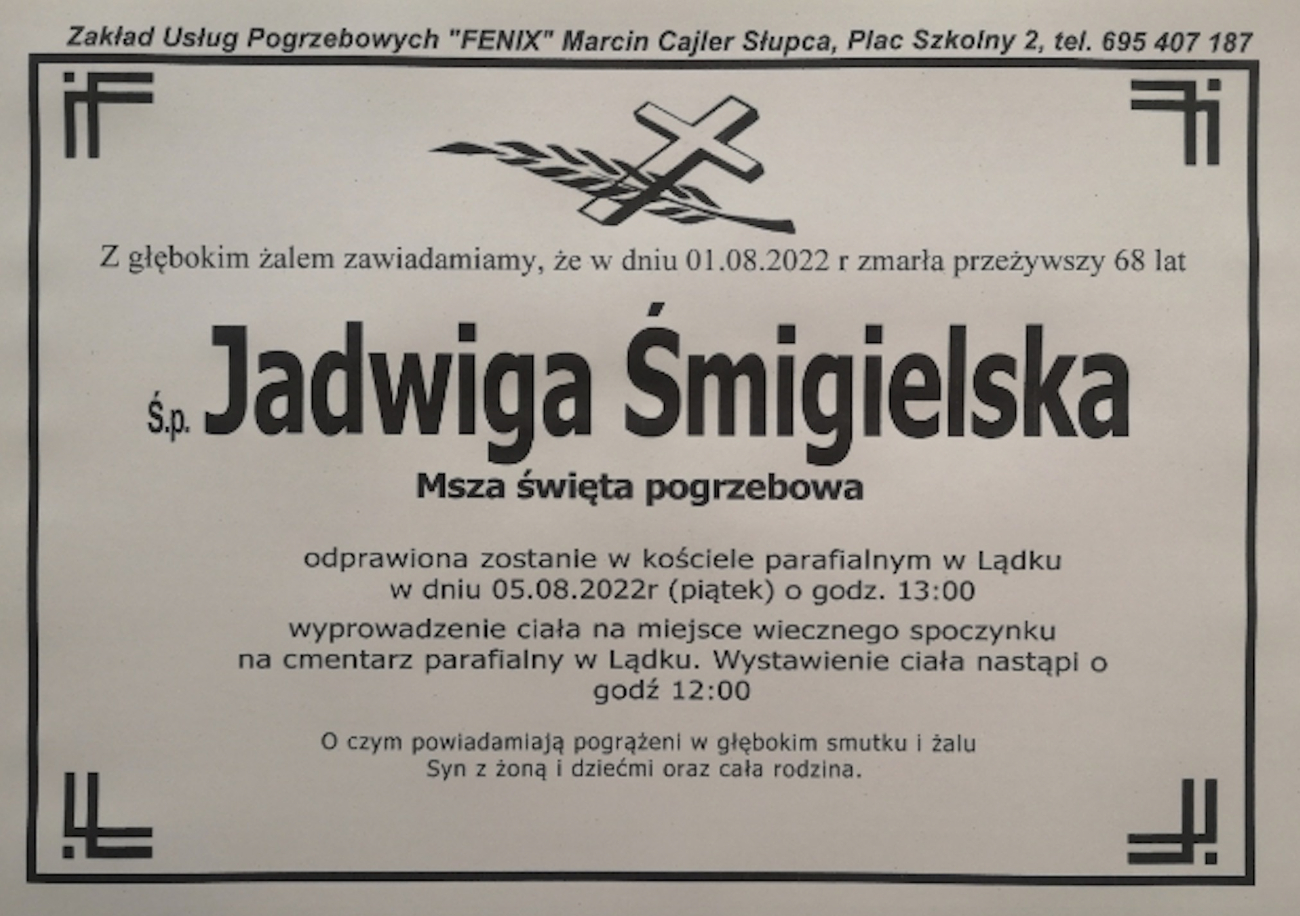 Zakład Usług Pogrzebowych "FENIX" Marcin Cajler Słupca, Plac Szkolny 2, tel. 695 407 187
Z głębokim żalem zawiadamiamy, że w dniu 01.08.2022 r zmarła przeżywszy 68 lat
Ś.p. Jadwiga Śmigielska
Msza święta pogrzebowa
odprawiona zostanie w kościele parafialnym w Lądku
w dniu 05.08.2022r (piątek) o godz. 13:00
wyprowadzenie ciała na miejsce wiecznego spoczynku
na cmentarz parafialny w Lądku. Wystawienie ciała nastąpi o
godź 12:00
O czym powiadamiają pogrążeni w głębokim smutku i żalu
Syn z żoną i dziećmi oraz cała rodzina.